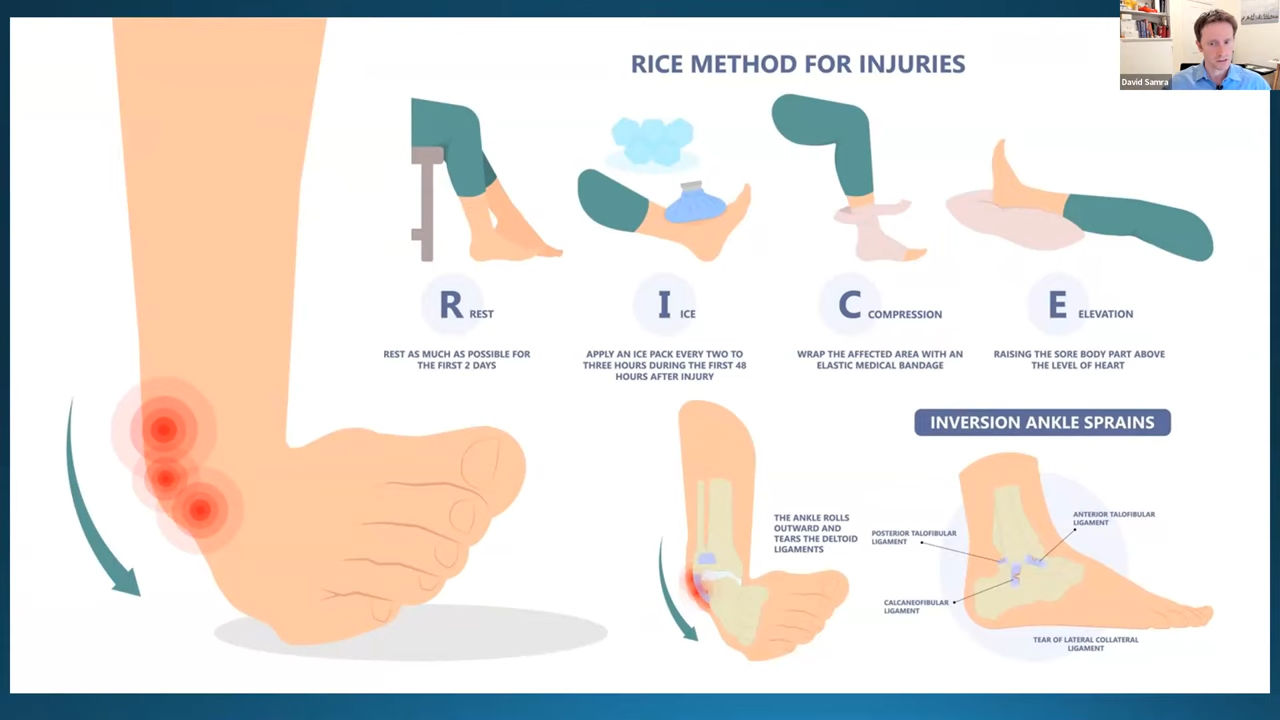 RICE METHOD FOR INJURIES
David Samra
R REST
I ICE
C COMPRESSION
E ELEVATION
REST AS MUCH AS POSSIBLE FOR
THE FIRST 2 DAYS
APPLY AN ICE PACK EVERY TWO TO
THREE HOURS DURING THE FIRST 48
HOURS AFTER INJURY
WRAP THE AFFECTED AREA WITH AN
ELASTIC MEDICAL BANDAGE
RAISING THE SORE BODY PART ABOVE
THE LEVEL OF HEART
INVERSION ANKLE SPRAINS
THE ANKLE ROLLS
OUTWARD AND
TEARS THE DELTOID
LIGAMENTS
POSTERIOR TALOFIBULAR
LIGAMENT
ANTERIOR TALOFIBULAR
LIGAMENT
CALCANEOFIBULAR
LIGAMENT
TEAR OF LATERAL COLLATERAL
LIGAMENT